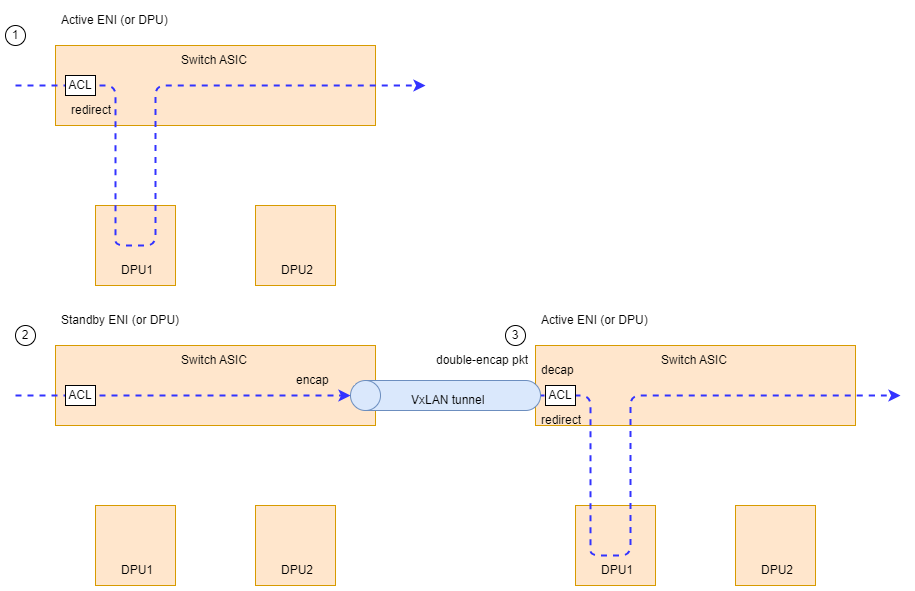 Active ENI (or DPU)
1
Switch ASIC
ACL
redirect
DPU1
DPU2
Standby ENI (or DPU)
2
Switch ASIC
encap
ACL
double-encap pkt
VxLAN tunnel
DPU1
DPU2
Active ENI (or DPU)
3
Switch ASIC
decap
ACL
redirect
DPU1
DPU2